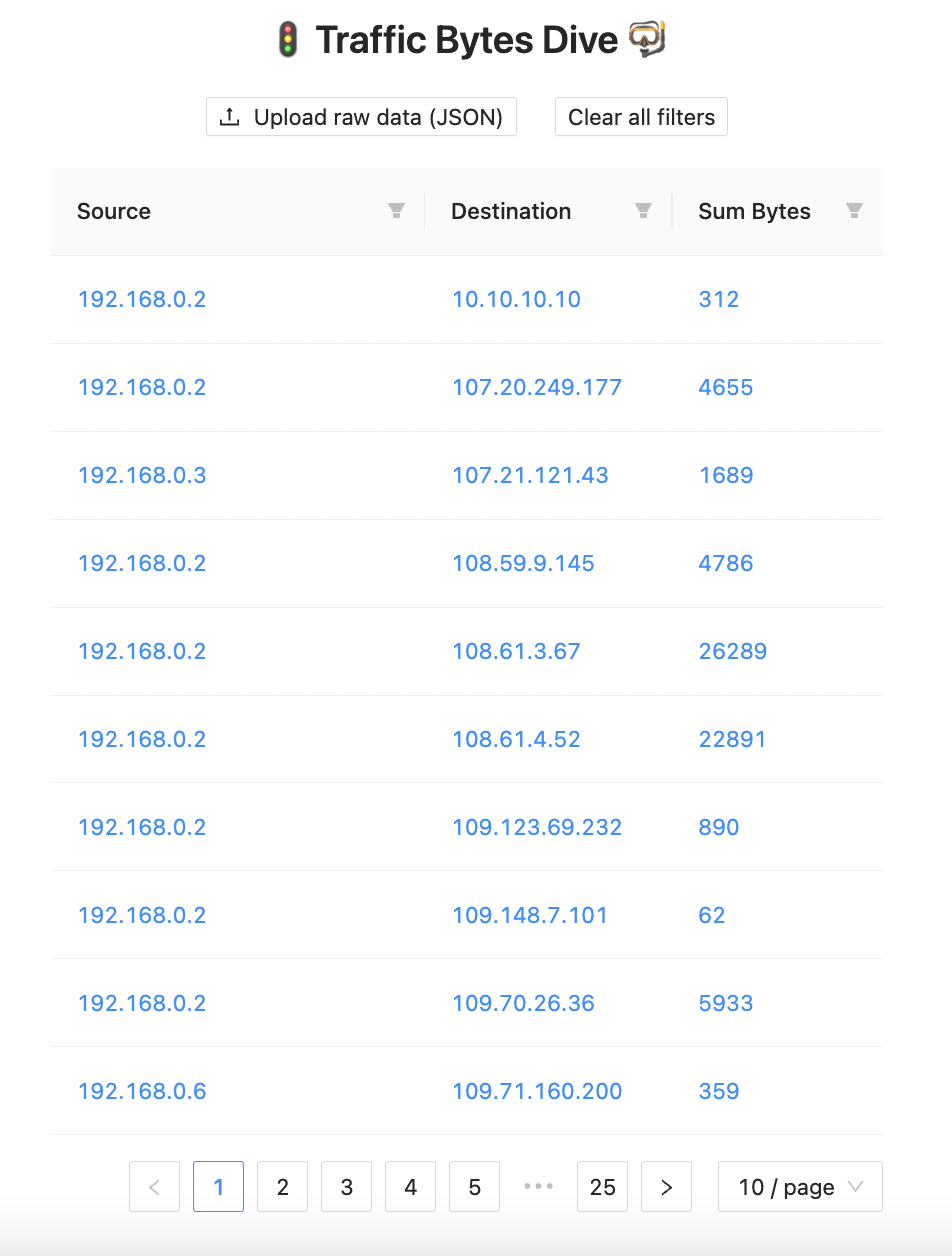 🚦 Traffic Bytes Dive 🤿
Upload raw data (JSON) Clear all filters
Source Destination Sum Bytes
192.168.0.2 10.10.10.10 312
192.168.0.2 107.20.249.177 4655
192.168.0.3 107.21.121.43 1689
192.168.0.2 108.59.9.145 4786
192.168.0.2 108.61.3.67 26289
192.168.0.2 108.61.4.52 22891
192.168.0.2 109.123.69.232 890
192.168.0.2 109.148.7.101 62
192.168.0.2 109.70.26.36 5933
192.168.0.6 109.71.160.200 359
< 1 2 3 4 5 ••• 25 > 10 / page